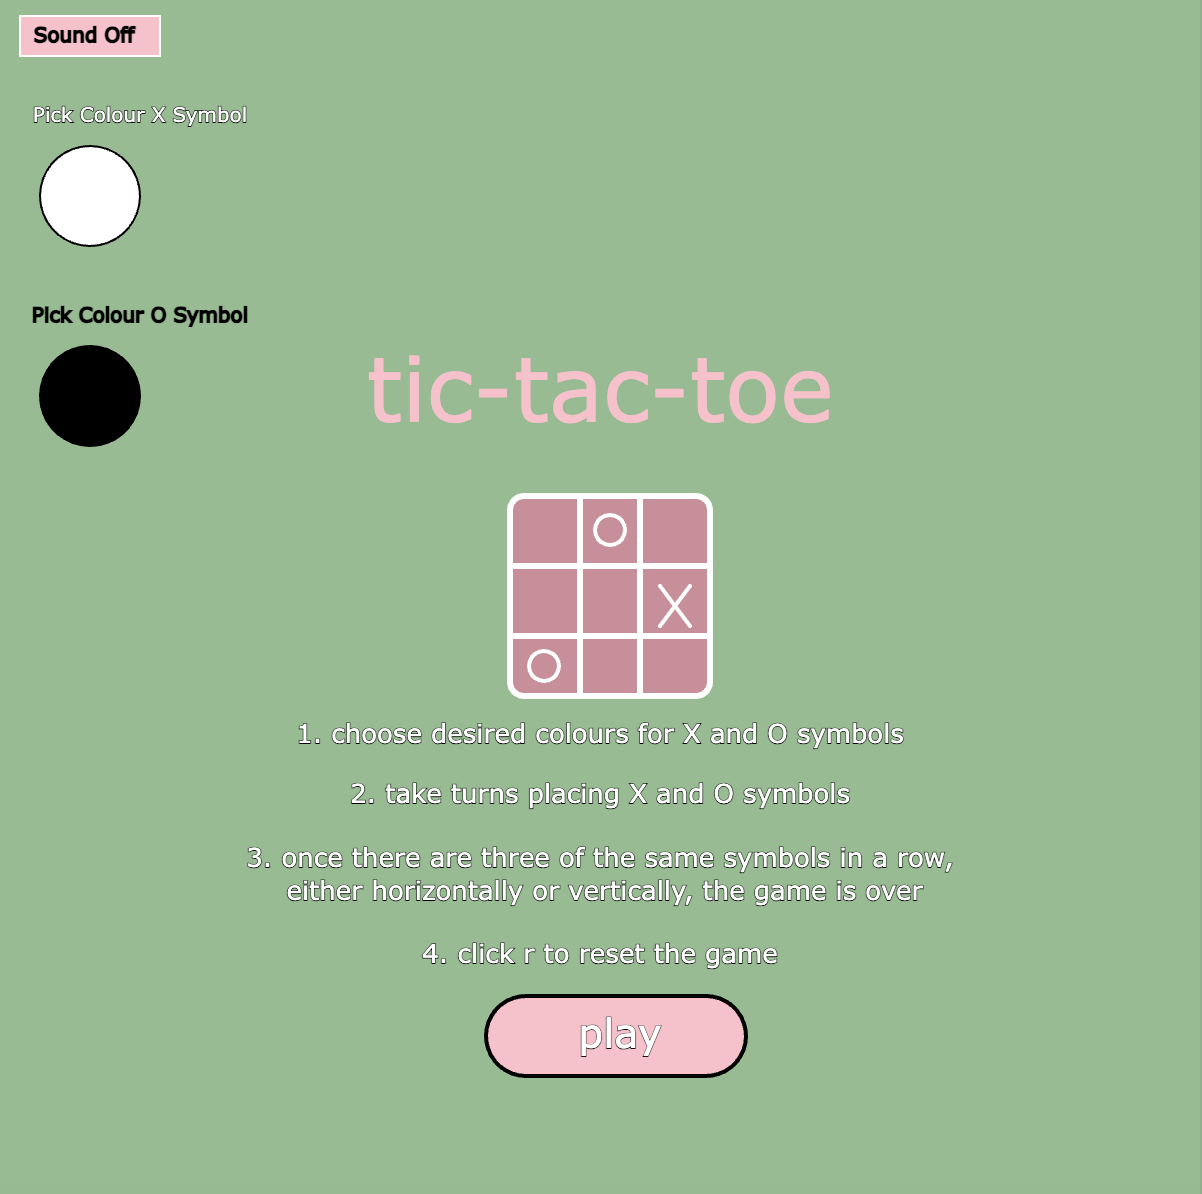 Sound Off
Pick Colour X Symbol
Pick Colour O Symbol
tic-tac-toe
O
X
O
1. choose desired colours for X and O symbols
2. take turns placing X and O symbols
3. once there are three of the same symbols in a row,
either horizontally or vertically, the game is over
4. click r to reset the game
play